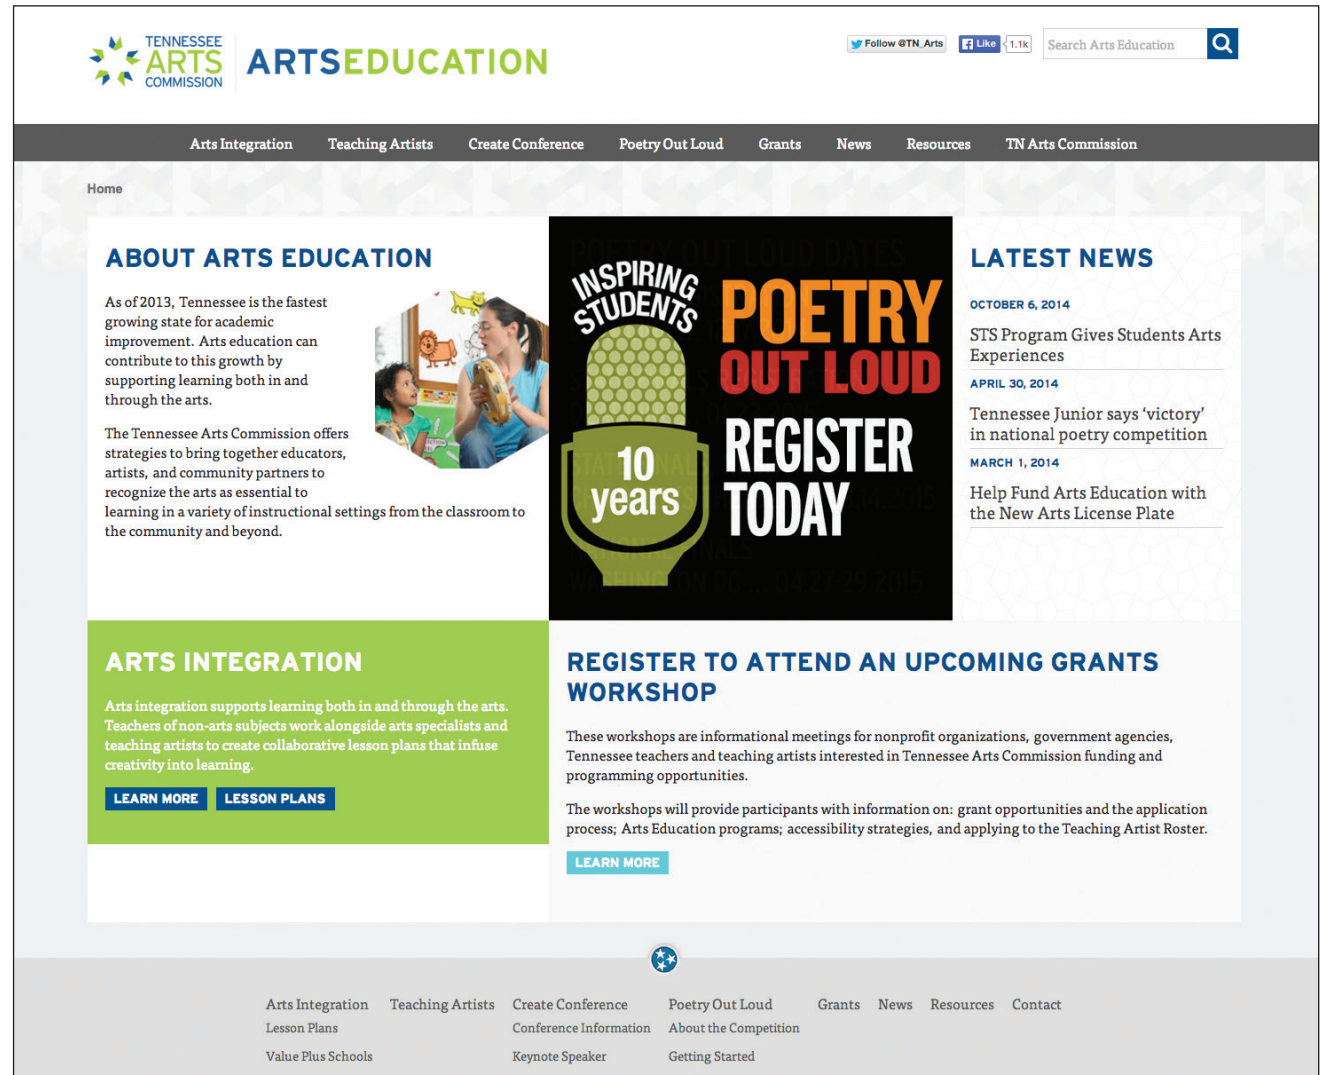 TENNESSEE
ARTS
COMMISSION
ARTSEDUCATION
Follow @TN_Arts
Like
1.1k
Search Arts Education
Arts Integration
Teaching Artists
Create Conference
Poetry Out Loud
Grants
News
Resources
TN Arts Commission
Home
ABOUT ARTS EDUCATION
As of 2013, Tennessee is the fastest
growing state for academic
improvement. Arts education can
contribute to this growth by
supporting learning both in and
through the arts.
The Tennessee Arts Commission offers
strategies to bring together educators,
artists, and community partners to
recognize the arts as essential to
learning in a variety of instructional settings from the classroom to
the community and beyond.
POETRY OUT LOUD DATES
INSPIRING
STUDENTS
10
years
POETRY
OUT LOUD
REGISTER
TODAY
WASHINGTON DC ... 04.27-29.2015
LATEST NEWS
OCTOBER 6, 2014
STS Program Gives Students Arts
Experiences
APRIL 30, 2014
Tennessee Junior says ‘victory’
in national poetry competition
MARCH 1, 2014
Help Fund Arts Education with
the New Arts License Plate
ARTS INTEGRATION
Arts integration supports learning both in and through the arts.
Teachers of non-arts subjects work alongside arts specialists and
teaching artists to create collaborative lesson plans that infuse
creativity into learning.
LEARN MORE
LESSON PLANS
REGISTER TO ATTEND AN UPCOMING GRANTS
WORKSHOP
These workshops are informational meetings for nonprofit organizations, government agencies,
Tennessee teachers and teaching artists interested in Tennessee Arts Commission funding and
programming opportunities.
The workshops will provide participants with information on: grant opportunities and the application
process; Arts Education programs; accessibility strategies, and applying to the Teaching Artist Roster.
LEARN MORE
Arts Integration
Teaching Artists
Create Conference
Poetry Out Loud
Grants
News
Resources
Contact
Lesson Plans
Conference Information
About the Competition
Value Plus Schools
Keynote Speaker
Getting Started